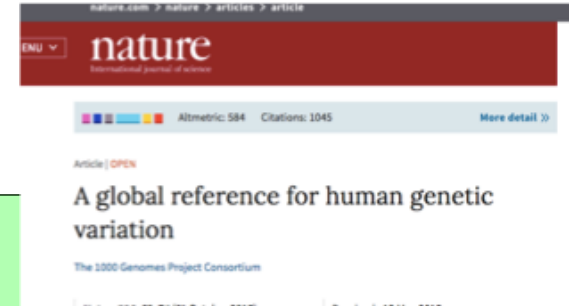 nature.com > nature > articles > article
ENU
nature
International journal of science
Altmetric: 584 Citations: 1045 More detail »
Article | OPEN
A global reference for human genetic
variation
The 1000 Genomes Project Consortium